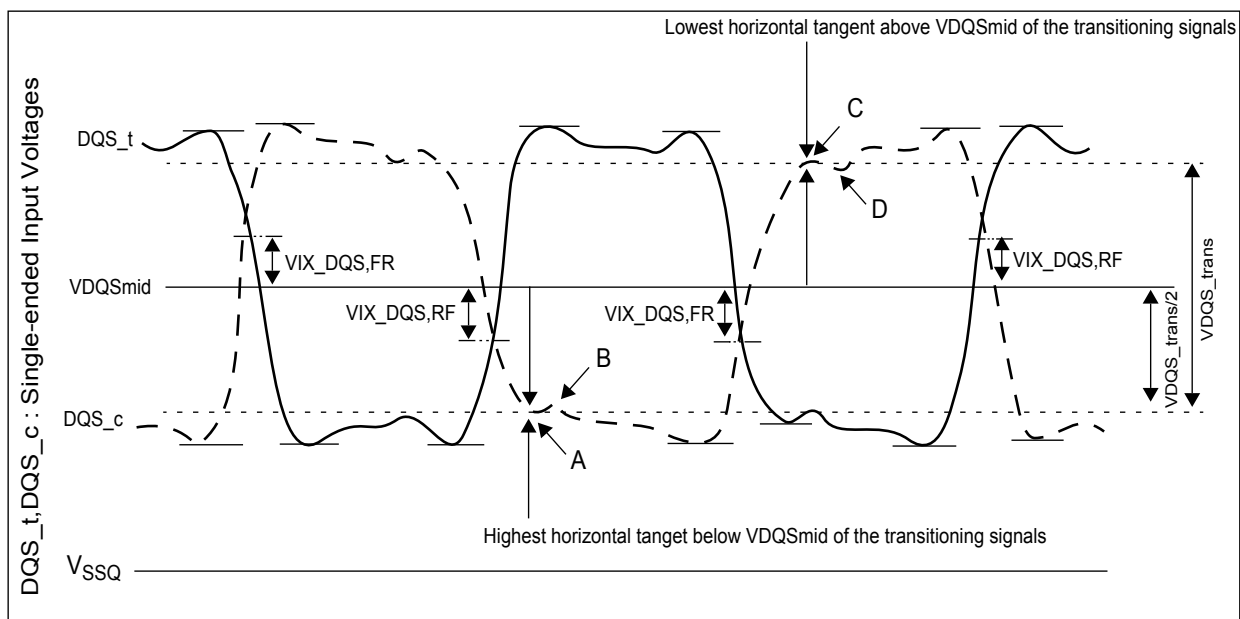 Lowest horizontal tangent above VDQSmid of the transitioning signals
DQS_t,DQS_c : Single-ended Input Voltages
DQS_t
C
D
VIX_DQS,FR
VIX_DQS,RF
VDQSmid
VIX_DQS,RF
VIX_DQS,FR
VDQS_trans/2
VDQS_trans
B
DQS_c
A
Highest horizontal tanget below VDQSmid of the transitioning signals
VSSQ